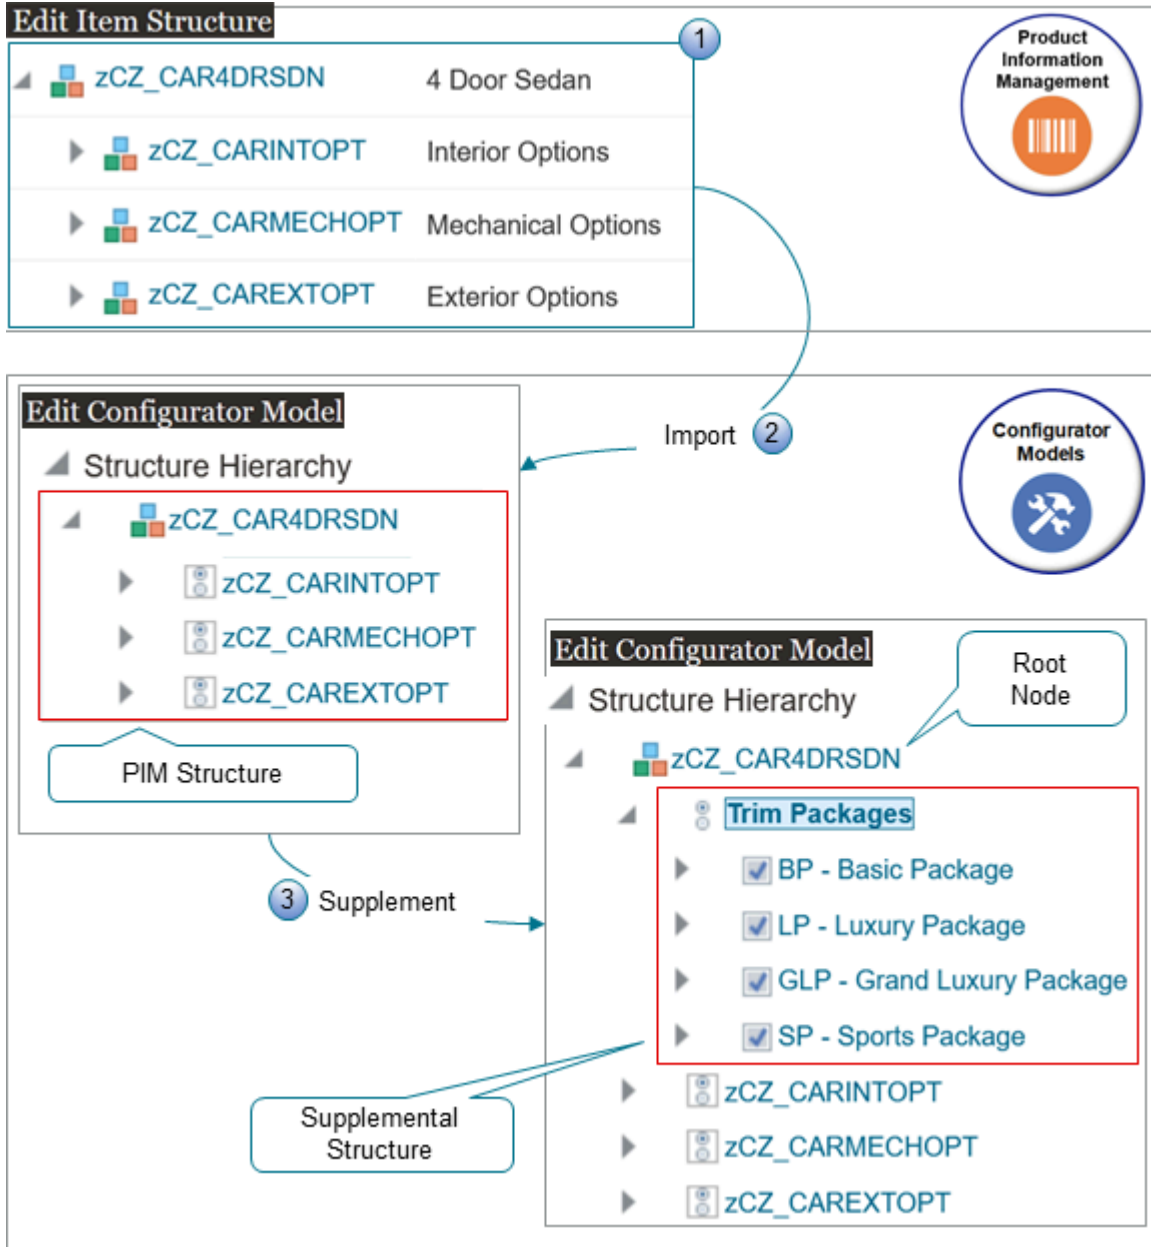 Edit Item Structure
1
Product
Information
Management
zCZ_CAR4DRSDN 4 Door Sedan
zCZ_CARINTOPT Interior Options
zCZ_CARMECHOPT Mechanical Options
zCZ_CAREXTOPT Exterior Options
Edit Configurator Model
Import 2
Configurator
Models
Structure Hierarchy
zCZ_CAR4DRSDN
zCZ_CARINTOPT
zCZ_CARMECHOPT
zCZ_CAREXTOPT
PIM Structure
Edit Configurator Model
Root
Node
Structure Hierarchy
zCZ_CAR4DRSDN
Trim Packages
BP - Basic Package
3 Supplement
LP - Luxury Package
GLP - Grand Luxury Package
SP - Sports Package
Supplemental
Structure
zCZ_CARINTOPT
zCZ_CARMECHOPT
zCZ_CAREXTOPT